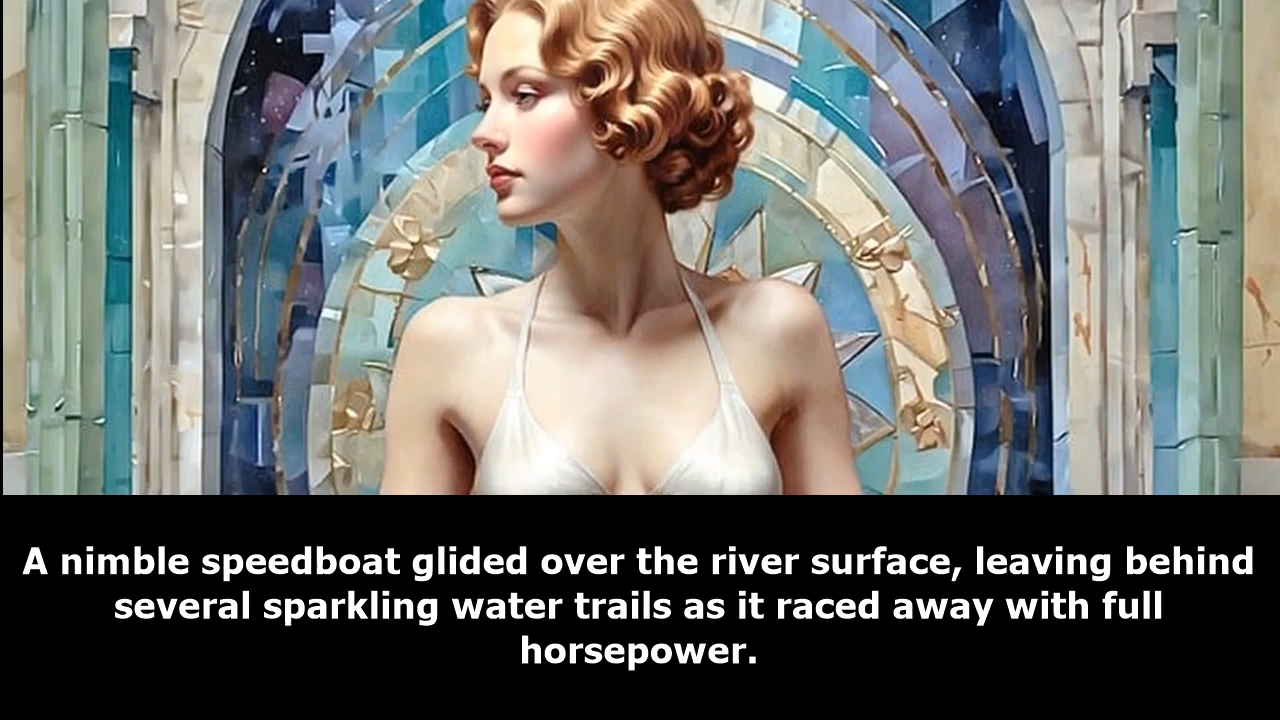 A nimble speedboat glided over the river surface, leaving behind
several sparkling water trails as it raced away with full
horsepower.